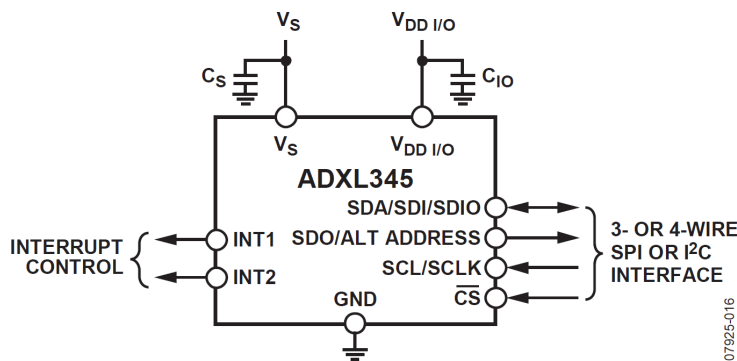 VS
VDD I/O
CS
CIO
VS
VDD I/O
ADXL345
SDA/SDI/SDIO
SDO/ALT ADDRESS
SCL/SCLK
CS
INT1
INT2
GND
INTERRUPT
CONTROL
3- OR 4-WIRE
SPI OR I²C
INTERFACE
07925-016